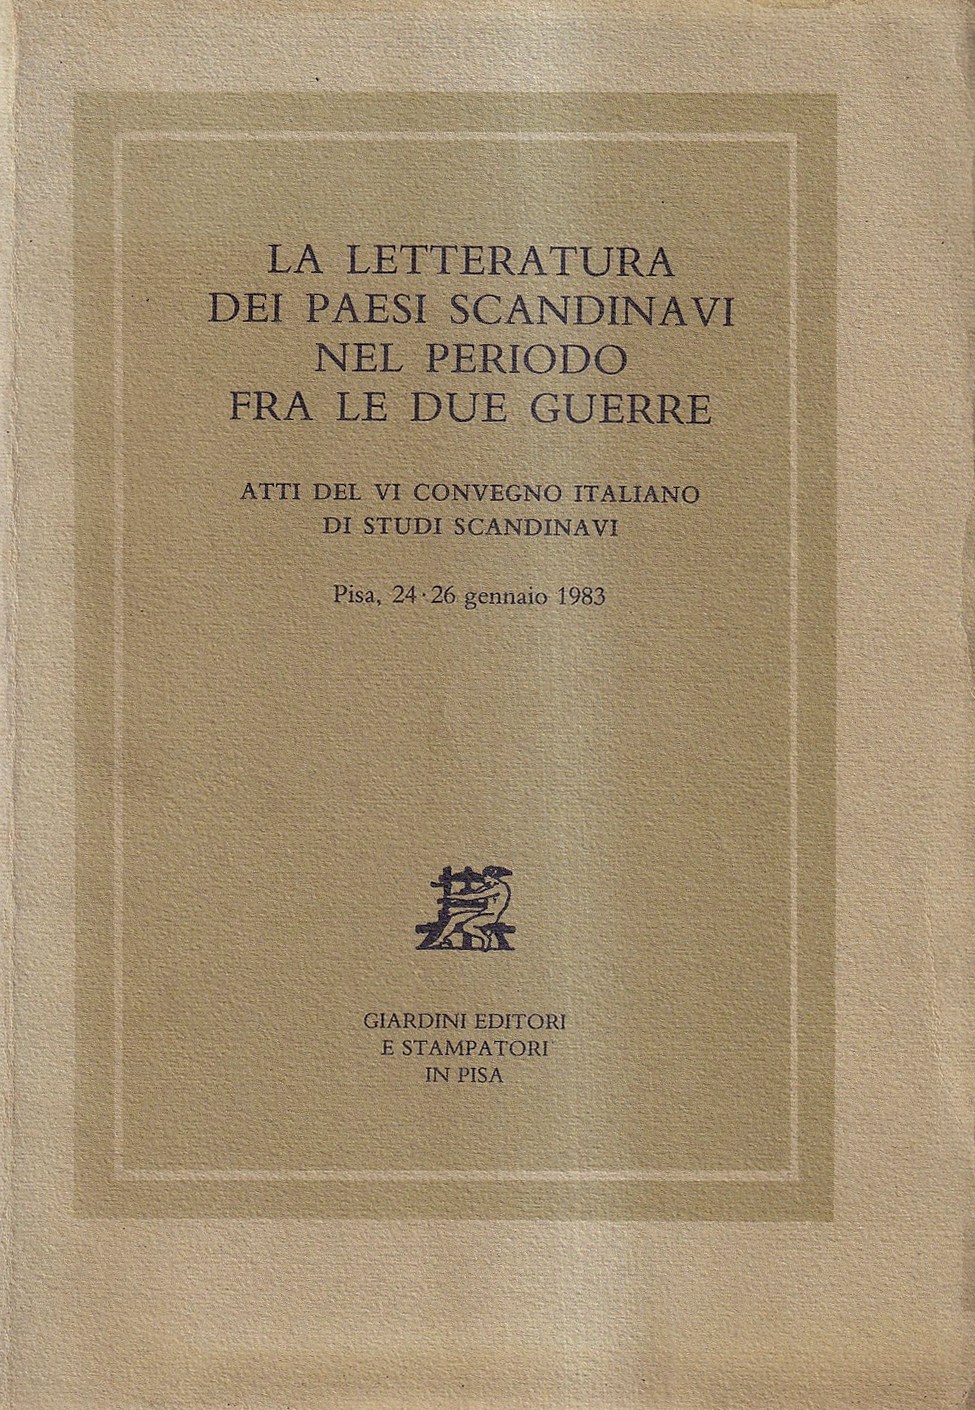 LA LETTERATURA
DEI PAESI SCANDINAVI
NEL PERIODO
FRA LE DUE GUERRE
ATTI DEL VI CONVEGNO ITALIANO
DI STUDI SCANDINAVI
Pisa, 24·26 gennaio 1983
GIARDINI EDITORI
E STAMPATORI
IN PISA